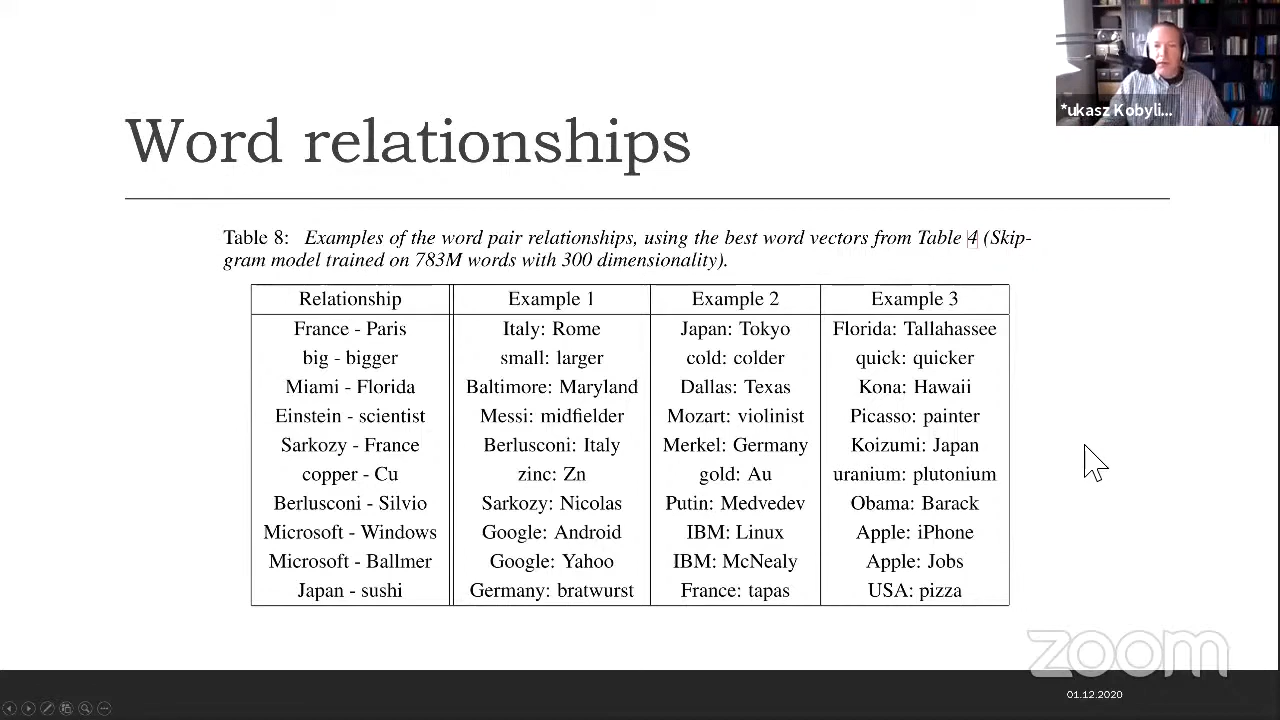 *ukasz Kobyli...
Word relationships
Table 8: Examples of the word pair relationships, using the best word vectors from Table 4 (Skip-
gram model trained on 783M words with 300 dimensionality).
Relationship Example 1 Example 2 Example 3
France - Paris Italy: Rome Japan: Tokyo Florida: Tallahassee
big - bigger small: larger cold: colder quick: quicker
Miami - Florida Baltimore: Maryland Dallas: Texas Kona: Hawaii
Einstein - scientist Messi: midfielder Mozart: violinist Picasso: painter
Sarkozy - France Berlusconi: Italy Merkel: Germany Koizumi: Japan
copper - Cu zinc: Zn gold: Au uranium: plutonium
Berlusconi - Silvio Sarkozy: Nicolas Putin: Medvedev Obama: Barack
Microsoft - Windows Google: Android IBM: Linux Apple: iPhone
Microsoft - Ballmer Google: Yahoo IBM: McNealy Apple: Jobs
Japan - sushi Germany: bratwurst France: tapas USA: pizza
zoom
01.12.2020